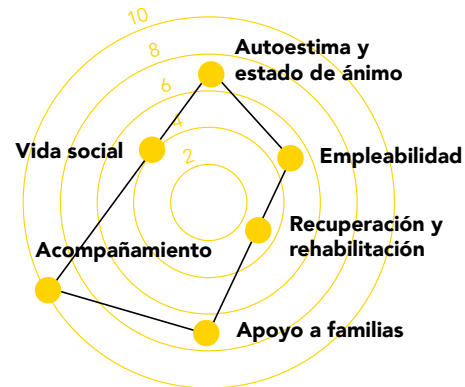 10
8
6
4
2
Autoestima y
estado de ánimo
Vida social
Empleabilidad
Recuperación y
rehabilitación
Acompañamiento
Apoyo a familias